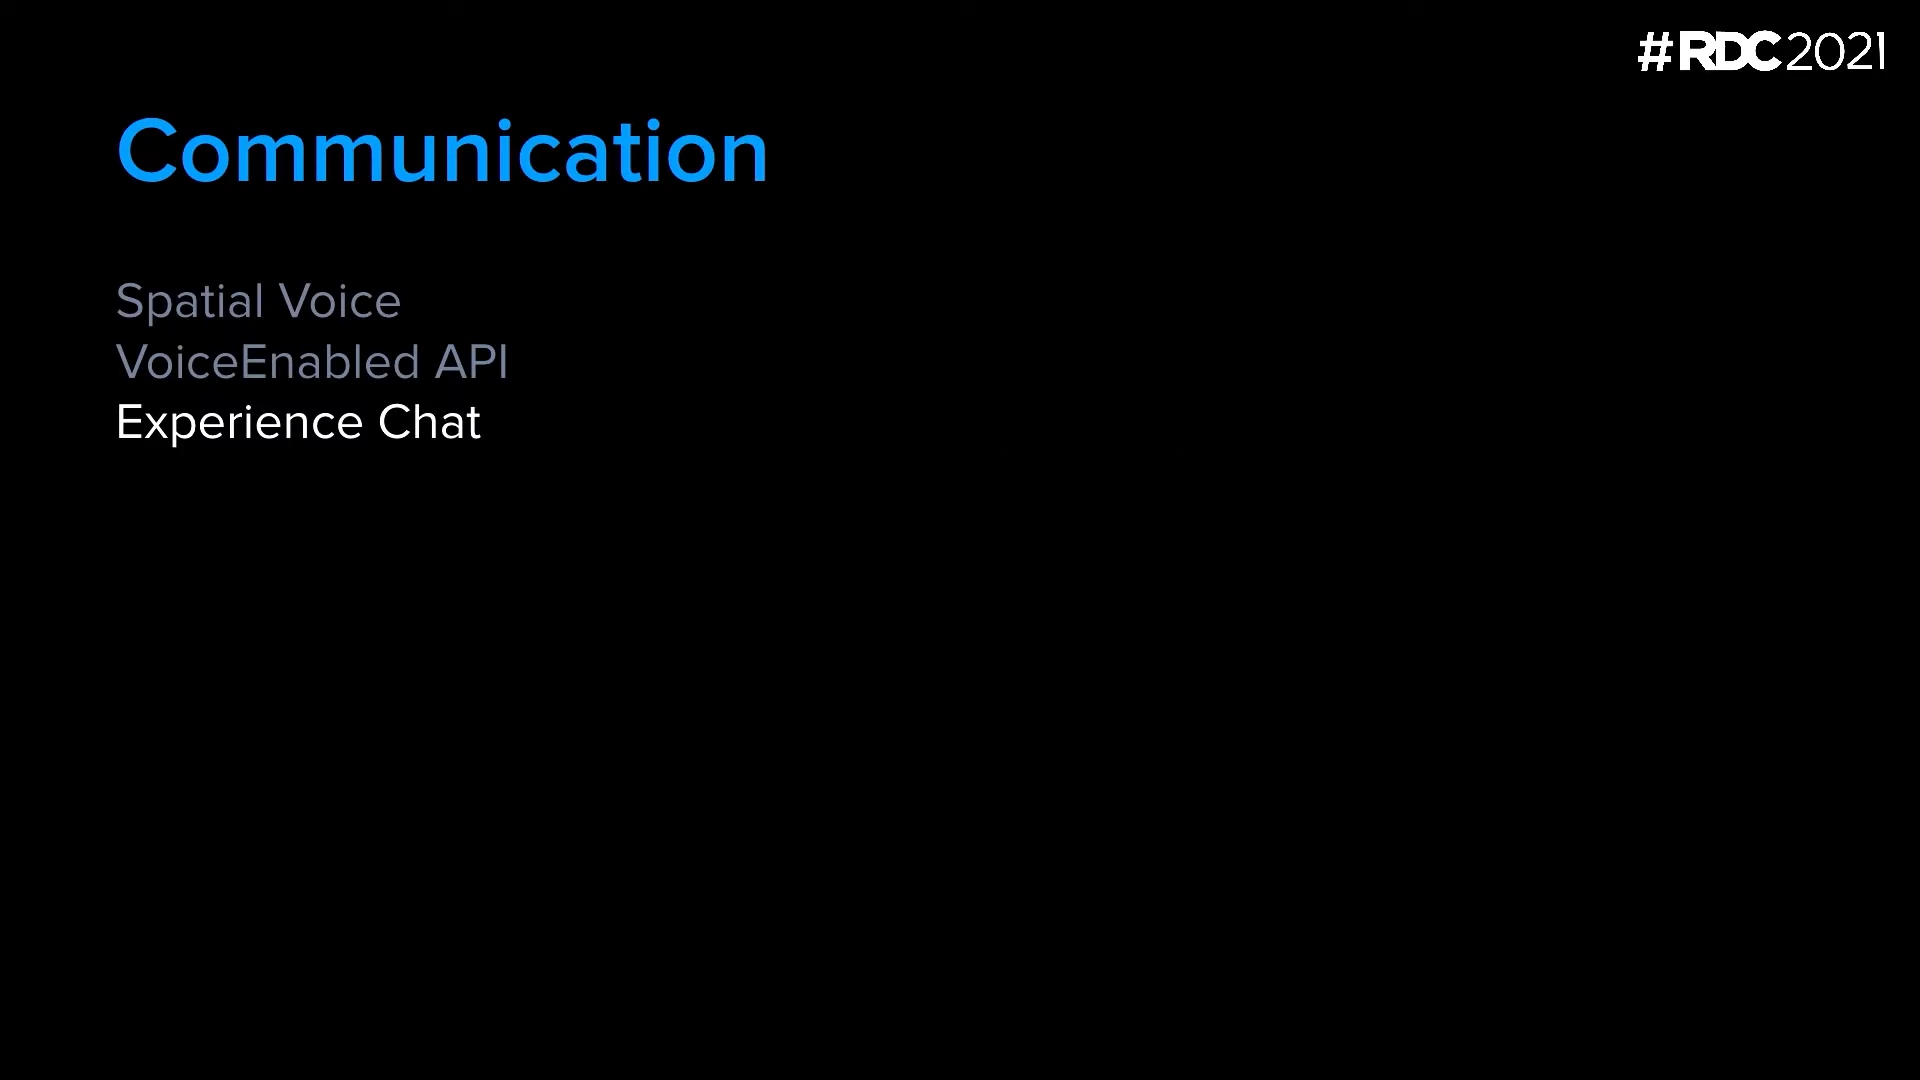 #RDC2021
Communication
Spatial Voice
VoiceEnabled API
Experience Chat